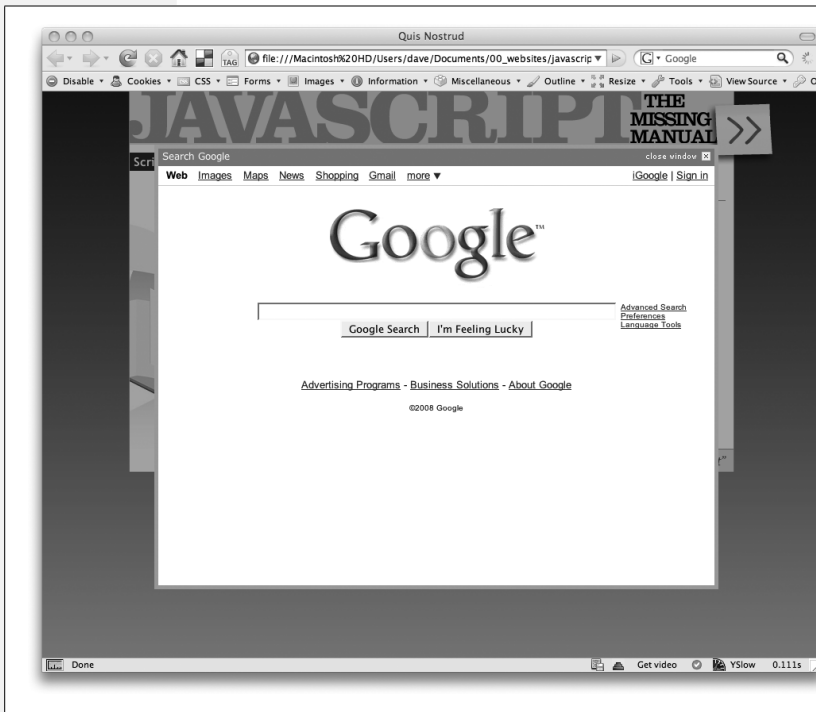 Quis Nostrud
TAG file:///Macintosh%20HD/Users/dave/Documents/00_websites/javascrip G Google
Disable Cookies CSS Forms Images Information Miscellaneous Outline Resize Tools View Source O
JAVASCRIPT THE
MISSING
MANUAL
Scri
Search Google close window
Web Images Maps News Shopping Gmail more ▼ iGoogle | Sign in
Google™
Advanced Search
Preferences
Language Tools
Google Search I'm Feeling Lucky
Advertising Programs - Business Solutions - About Google
©2008 Google
t"
Done Get video YSlow 0.111s